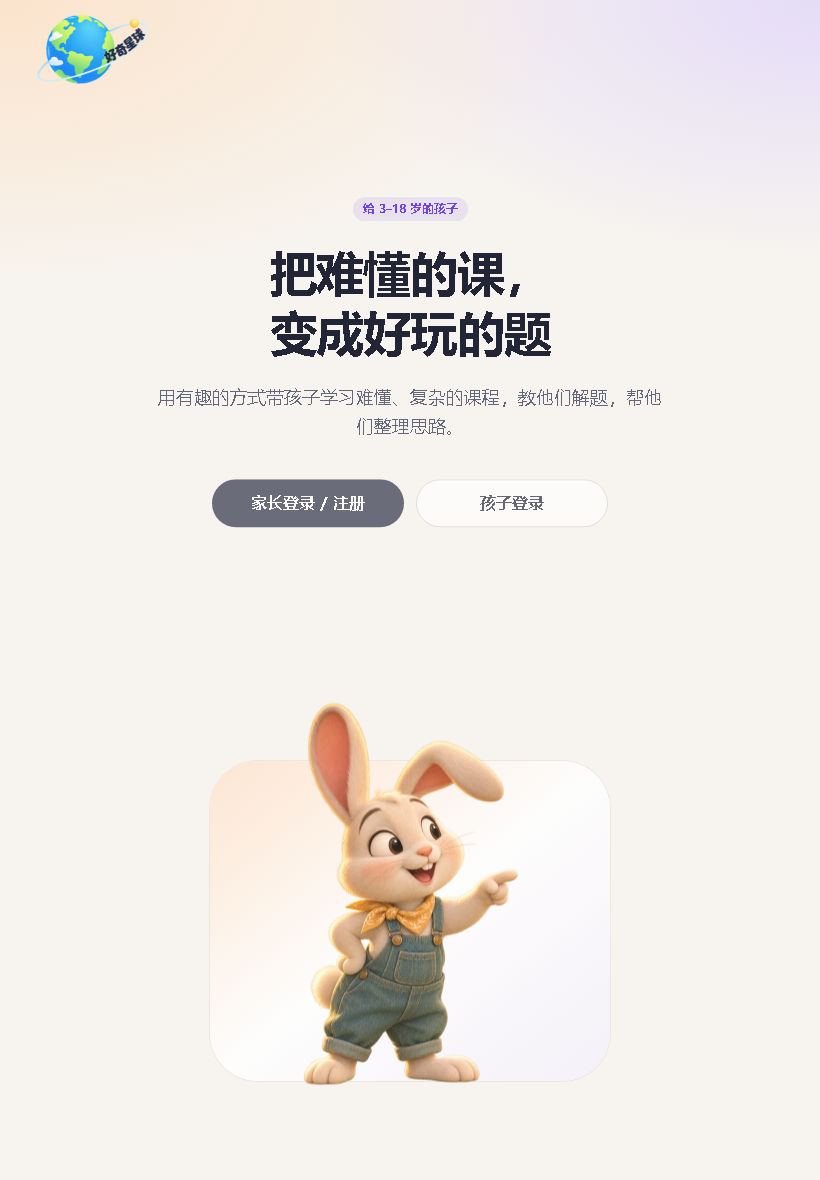 好奇星球
给 3–18 岁的孩子
把难懂的课，
变成好玩的题
用有趣的方式带孩子学习难懂、复杂的课程，教他们解题，帮他
们整理思路。
家长登录 / 注册
孩子登录